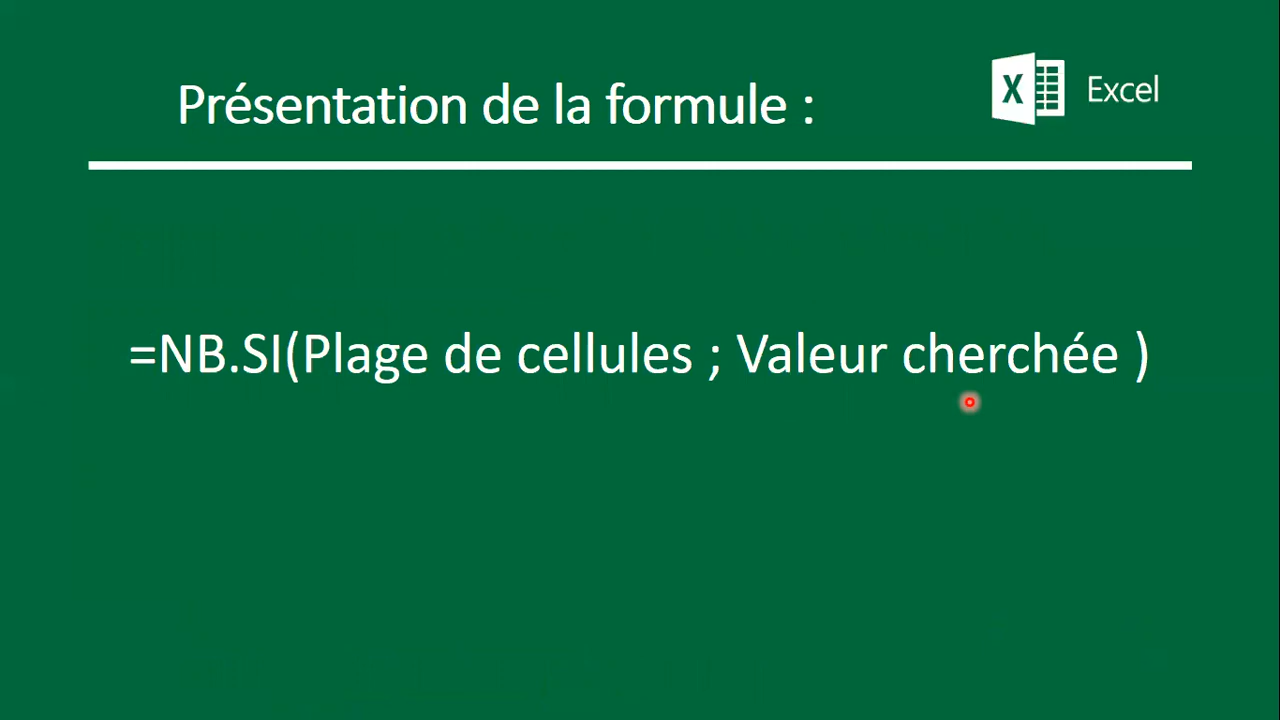 Présentation de la formule :
X Excel
=NB.SI(Plage de cellules ; Valeur cherchée )